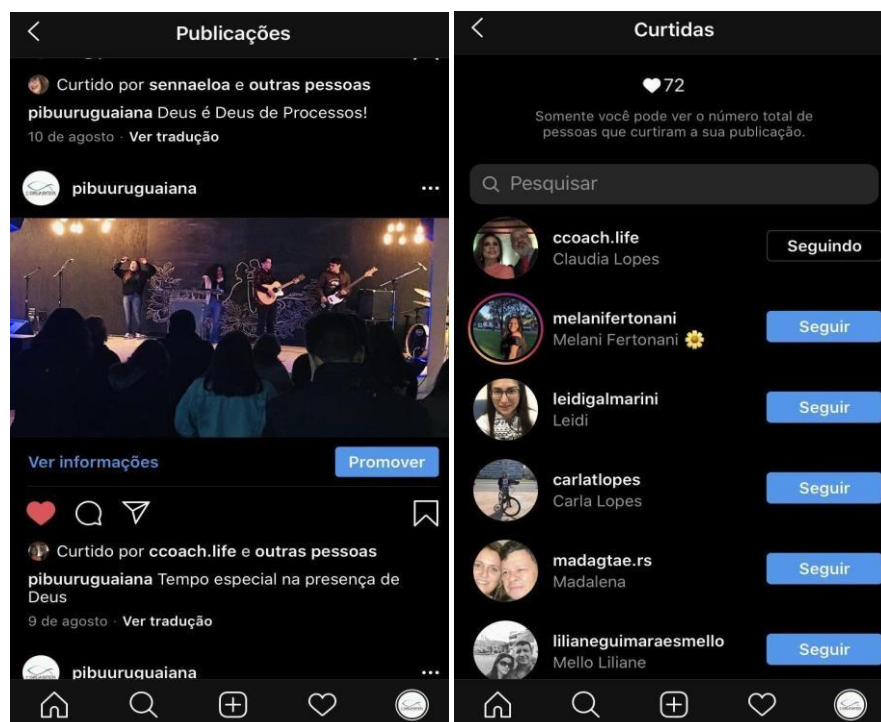 Publicações
Curtido por sennaeloa e outras pessoas
pibuuruguaiana Deus é Deus de Processos!
10 de agosto · Ver tradução
pibuuruguaiana
Ver informações
Promover
Curtido por ccoach.life e outras pessoas
pibuuruguaiana Tempo especial na presença de
Deus
9 de agosto · Ver tradução
pibuuruguaiana
Curtidas
72
Somente você pode ver o número total de
pessoas que curtiram a sua publicação.
Pesquisar
ccoach.life
Claudia Lopes
Seguindo
melanifertonani
Melani Fertonani
Seguir
leidigalmarini
Leidi
Seguir
carlatlopes
Carla Lopes
Seguir
madagtae.rs
Madalena
Seguir
lilianeguimaraesmello
Mello Liliane
Seguir